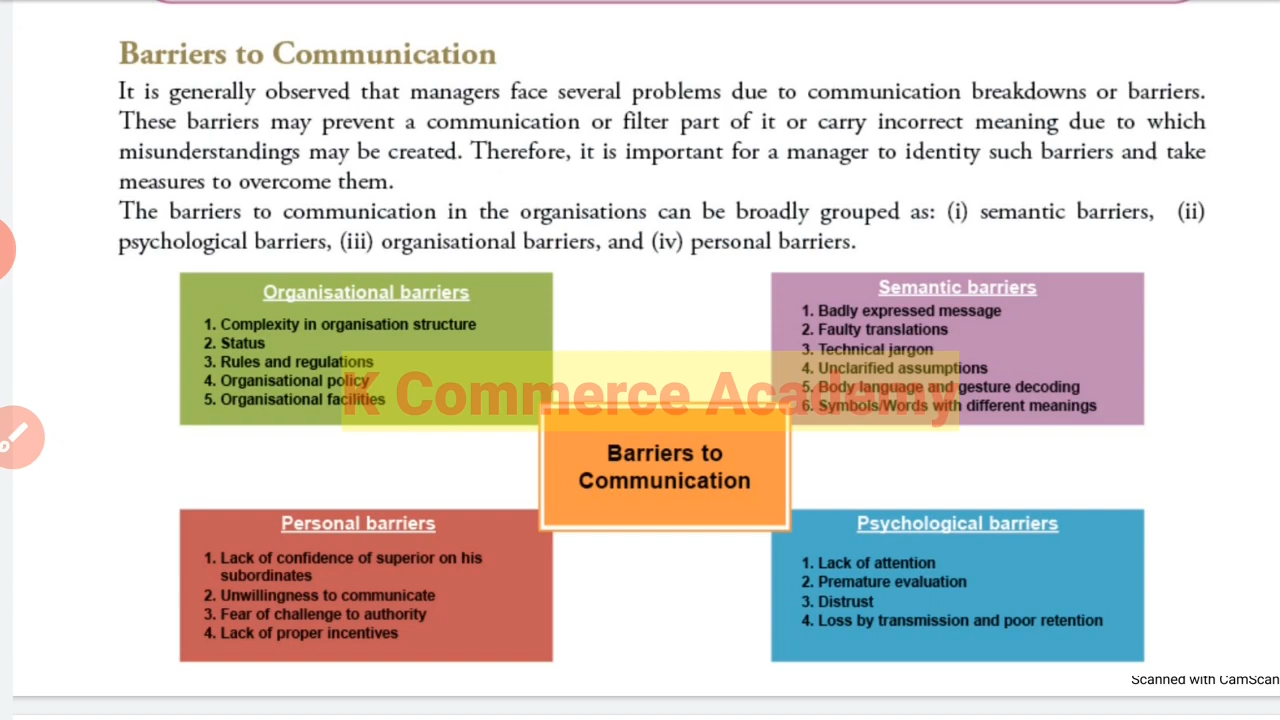 Barriers to Communication
It is generally observed that managers face several problems due to communication breakdowns or barriers.
These barriers may prevent a communication or filter part of it or carry incorrect meaning due to which
misunderstandings may be created. Therefore, it is important for a manager to identity such barriers and take
measures to overcome them.
The barriers to communication in the organisations can be broadly grouped as: (i) semantic barriers, (ii)
psychological barriers, (iii) organisational barriers, and (iv) personal barriers.
Organisational barriers
1. Complexity in organisation structure
2. Status
3. Rules and regulations
4. Organisational policy
5. Organisational facilities
Semantic barriers
1. Badly expressed message
2. Faulty translations
3. Technical jargon
4. Unclarified assumptions
5. Body language and gesture decoding
6. Symbols/Words with different meanings
K Commerce Academy
Barriers to
Communication
Personal barriers
1. Lack of confidence of superior on his
subordinates
2. Unwillingness to communicate
3. Fear of challenge to authority
4. Lack of proper incentives
Psychological barriers
1. Lack of attention
2. Premature evaluation
3. Distrust
4. Loss by transmission and poor retention
Scanned with CamScan